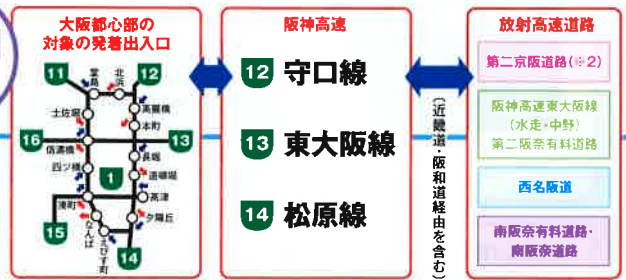 大阪都心部の
対象の発着出入口
11
堂島
北浜
12
土佐堀
高麗橋
本町
16
信濃橋
13
長堀
四ツ橋
1
道頓堀
高津
湊町
夕陽丘
なんば
えびす町
15
14
阪神高速
12 守口線
13 東大阪線
14 松原線
(近畿道・阪和道経由を含む)
放射高速道路
第二京阪道路(※2)
阪神高速東大阪線
(水走・中野)
第二阪奈有料道路
西名阪道
南阪奈有料道路・
南阪奈道路